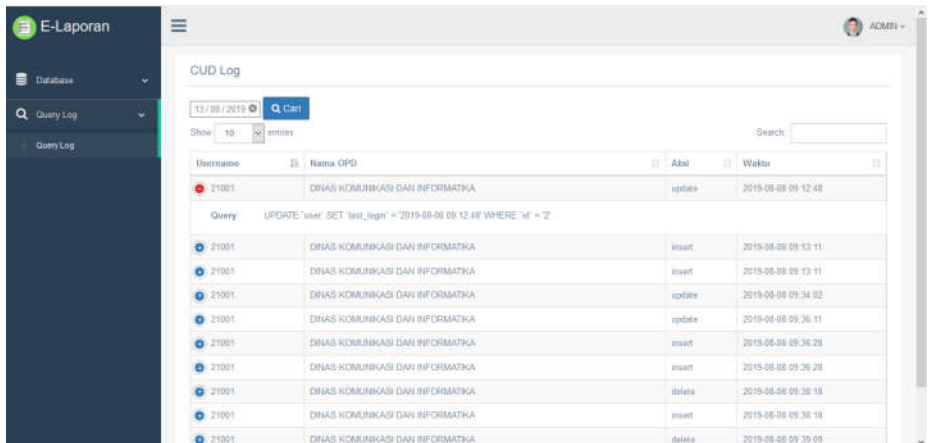 E-Laporan
ADMIN
Database
Query Log
Query Log
CUD Log
13/08/2019 Cari
Show 10 entries Search:
Username Nama OPD Aksi Waktu
21001 DINAS KOMUNIKASI DAN INFORMATIKA update 2019-08-08 09:12:48
Query UPDATE `user` SET `last_login` = '2019-08-08 09:12:48' WHERE `id` = '2'
21001 DINAS KOMUNIKASI DAN INFORMATIKA insert 2019-08-08 09:13:11
21001 DINAS KOMUNIKASI DAN INFORMATIKA insert 2019-08-08 09:13:11
21001 DINAS KOMUNIKASI DAN INFORMATIKA update 2019-08-08 09:34:02
21001 DINAS KOMUNIKASI DAN INFORMATIKA update 2019-08-08 09:36:11
21001 DINAS KOMUNIKASI DAN INFORMATIKA insert 2019-08-08 09:36:28
21001 DINAS KOMUNIKASI DAN INFORMATIKA insert 2019-08-08 09:36:28
21001 DINAS KOMUNIKASI DAN INFORMATIKA delete 2019-08-08 09:38:18
21001 DINAS KOMUNIKASI DAN INFORMATIKA insert 2019-08-08 09:38:18
21001 DINAS KOMUNIKASI DAN INFORMATIKA delete 2019-08-08 09:39:09